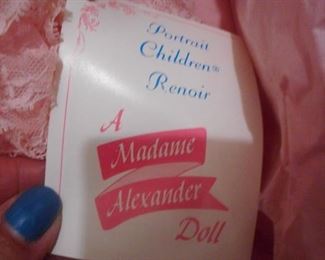 Portrait
Children®
Renoir
A
Madame
Alexander
Doll